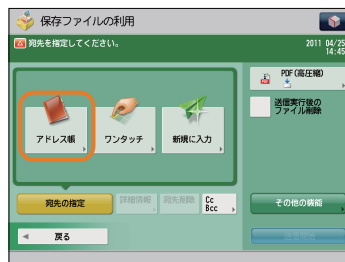 保存ファイルの利用
宛先を指定してください。
2011 04/25
14:45
PDF(高圧縮)
送信実行後の
ファイル削除
アドレス帳
ワンタッチ
新規に入力
宛先の指定
詳細情報
宛先削除
Cc
Bcc
その他の機能
戻る